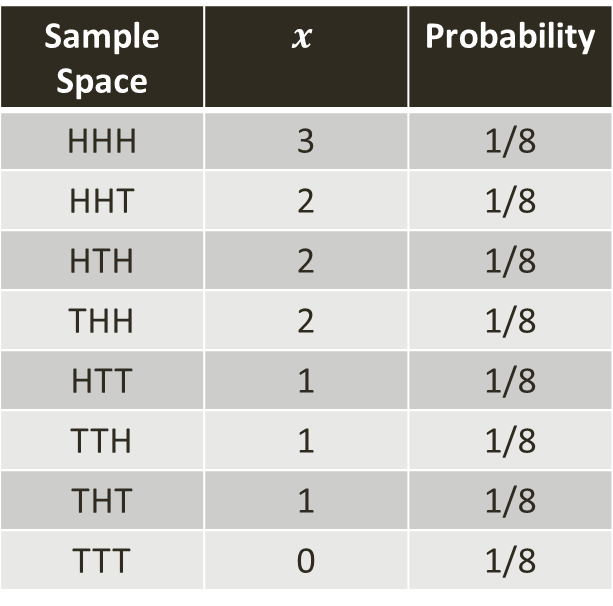 Sample Space x Probability
HHH 3 1/8
HHT 2 1/8
HTH 2 1/8
THH 2 1/8
HTT 1 1/8
TTH 1 1/8
THT 1 1/8
TTT 0 1/8